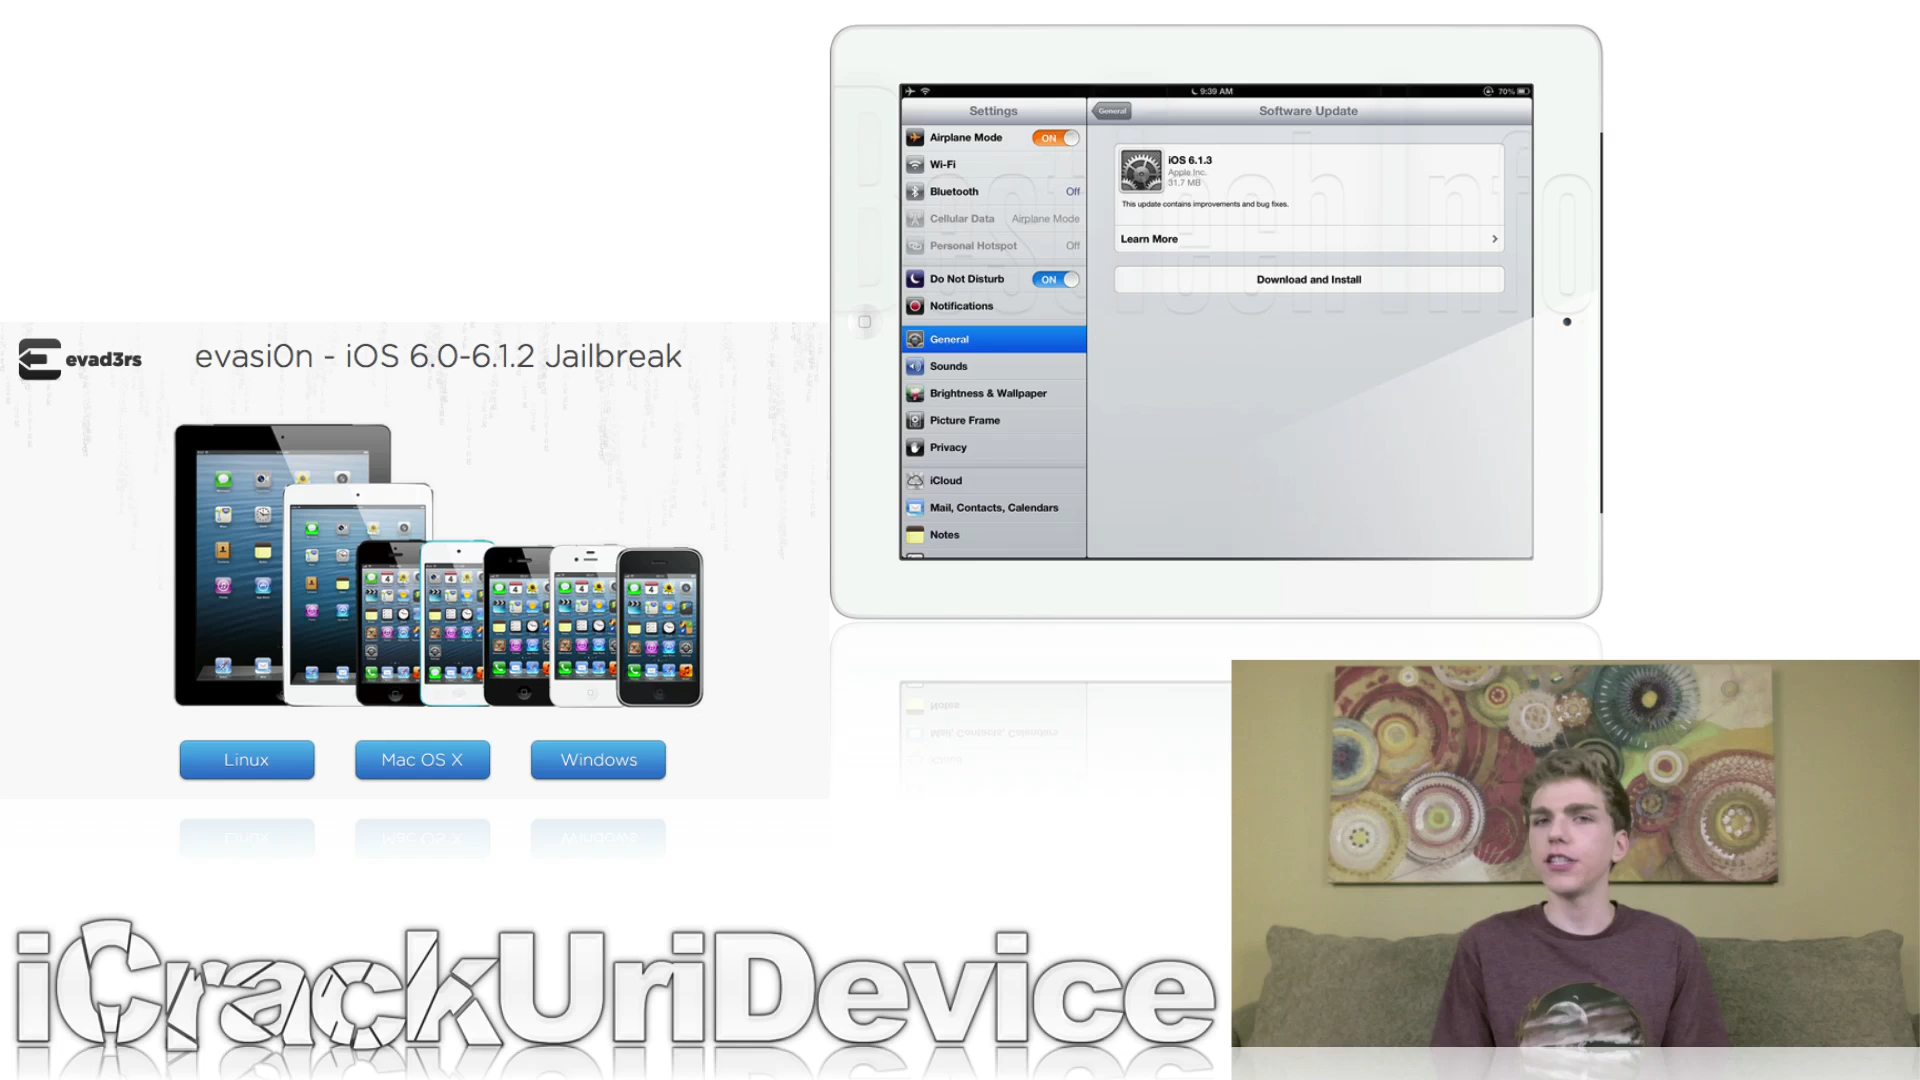 evad3rs
evasi0n - iOS 6.0-6.1.2 Jailbreak
Linux
Mac OS X
Windows
9:39 AM
70%
Settings
Airplane Mode ON
Wi-Fi
Bluetooth Off
Cellular Data Airplane Mode
Personal Hotspot Off
Do Not Disturb ON
Notifications
General
Sounds
Brightness & Wallpaper
Picture Frame
Privacy
iCloud
Mail, Contacts, Calendars
Notes
General
Software Update
iOS 6.1.3
Apple Inc.
31.7 MB
This update contains improvements and bug fixes.
Learn More
Download and Install
iCrackUriDevice